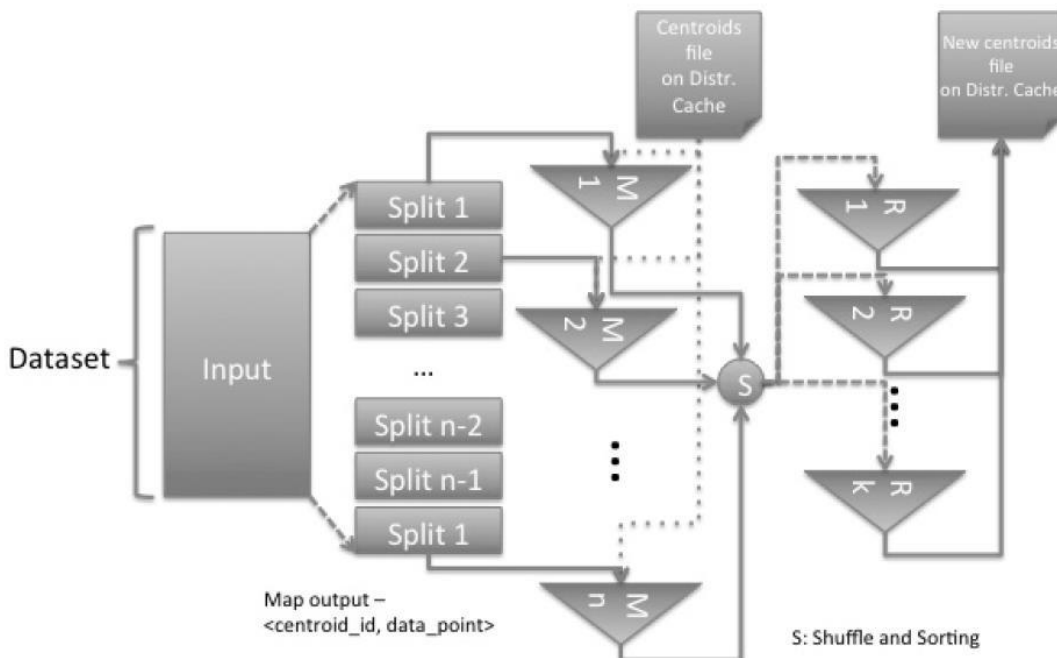 Centroids
file
on Distr.
Cache
New centroids
file
on Distr. Cache
Dataset
Input
Split 1
Split 2
Split 3
...
Split n-2
Split n-1
Split 1
M
1
M
2
M
n
S
R
1
R
2
R
k
Map output –
<centroid_id, data_point>
S: Shuffle and Sorting